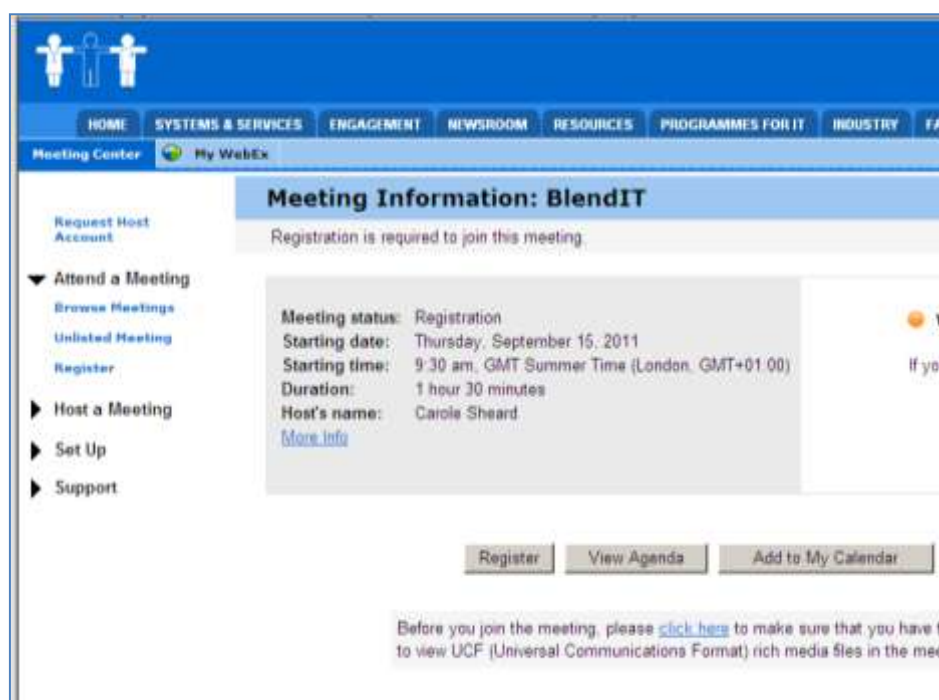 HOME SYSTEMS & SERVICES ENGAGEMENT NEWSROOM RESOURCES PROGRAMMES FOR IT INDUSTRY FA
Meeting Center My WebEx
Meeting Information: BlendIT
Registration is required to join this meeting.
Request Host
Account
Attend a Meeting
Browse Meetings
Unlisted Meeting
Register
Host a Meeting
Set Up
Support
Meeting status: Registration
Starting date: Thursday, September 15, 2011
Starting time: 9:30 am, GMT Summer Time (London, GMT+01:00)
Duration: 1 hour 30 minutes
Host's name: Carole Sheard
More Info
If yo
Register View Agenda Add to My Calendar
Before you join the meeting, please click here to make sure that you have
to view UCF (Universal Communications Format) rich media files in the mee